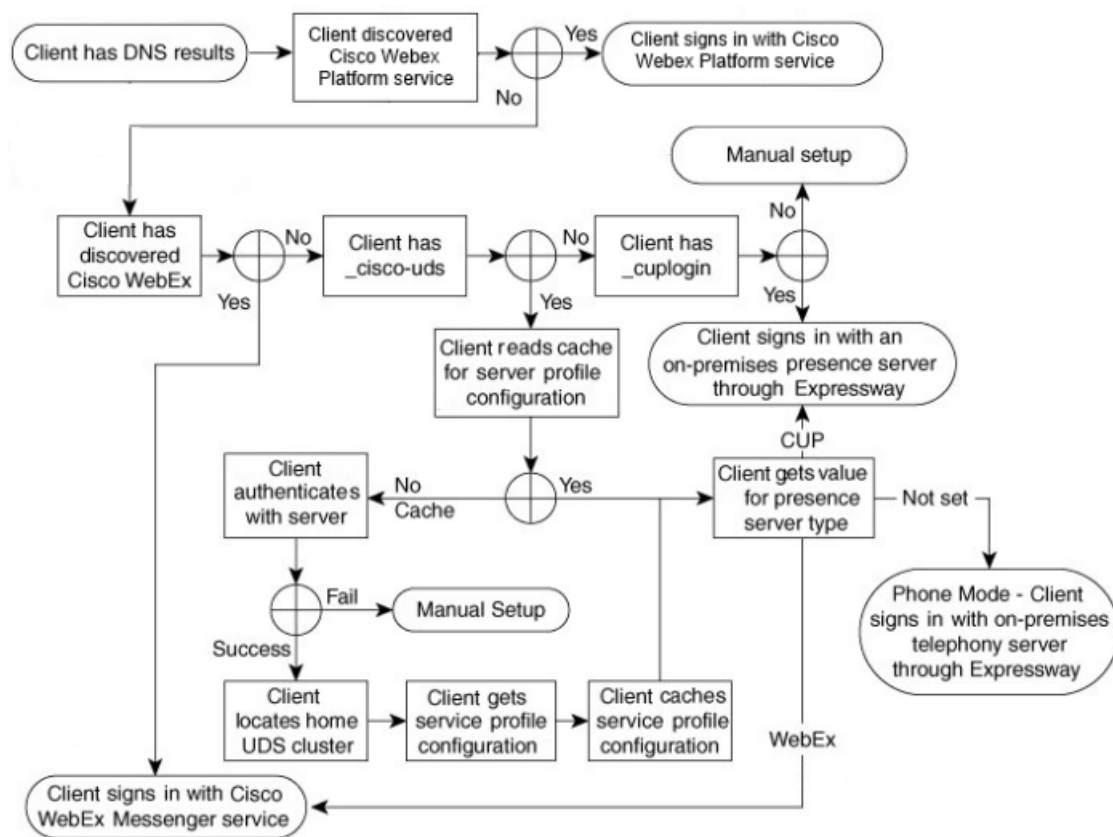 Client has DNS results
Client discovered
Cisco Webex
Platform service
Yes
Client signs in with Cisco
Webex Platform service
No
Manual setup
No
Client has
discovered
Cisco WebEx
No
Client has
_cisco-uds
No
Client has
_cuplogin
Yes
Yes
Yes
Client reads cache
for server profile
configuration
Client signs in with an
on-premises presence server
through Expressway
CUP
Client
authenticates
with server
No
Cache
Yes
Client gets value
for presence
server type
Not set
Fail
Manual Setup
Phone Mode - Client
signs in with on-premises
telephony server
through Expressway
Success
Client
locates home
UDS cluster
Client gets
service profile
configuration
Client caches
service profile
configuration
WebEx
Client signs in with Cisco
WebEx Messenger service